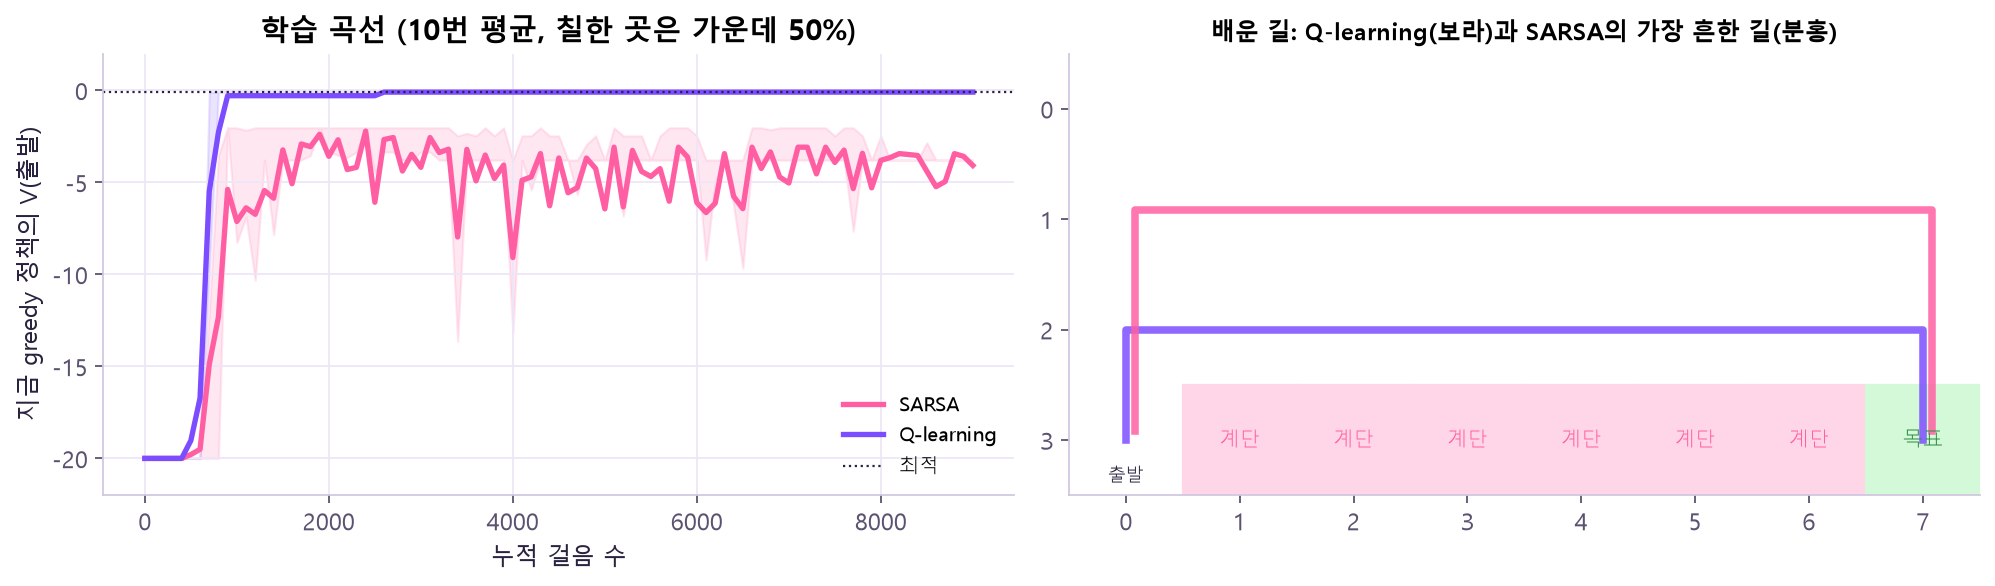 학습 곡선 (10번 평균, 칠한 곳은 가운데 50%)
지금 greedy 정책의 V(출발)
0
-5
-10
-15
-20
0
2000
4000
6000
8000
누적 걸음 수
SARSA
Q-learning
최적
배운 길: Q-learning(보라)과 SARSA의 가장 흔한 길(분홍)
0
1
2
3
계단
계단
계단
계단
계단
계단
목표
출발
0
1
2
3
4
5
6
7